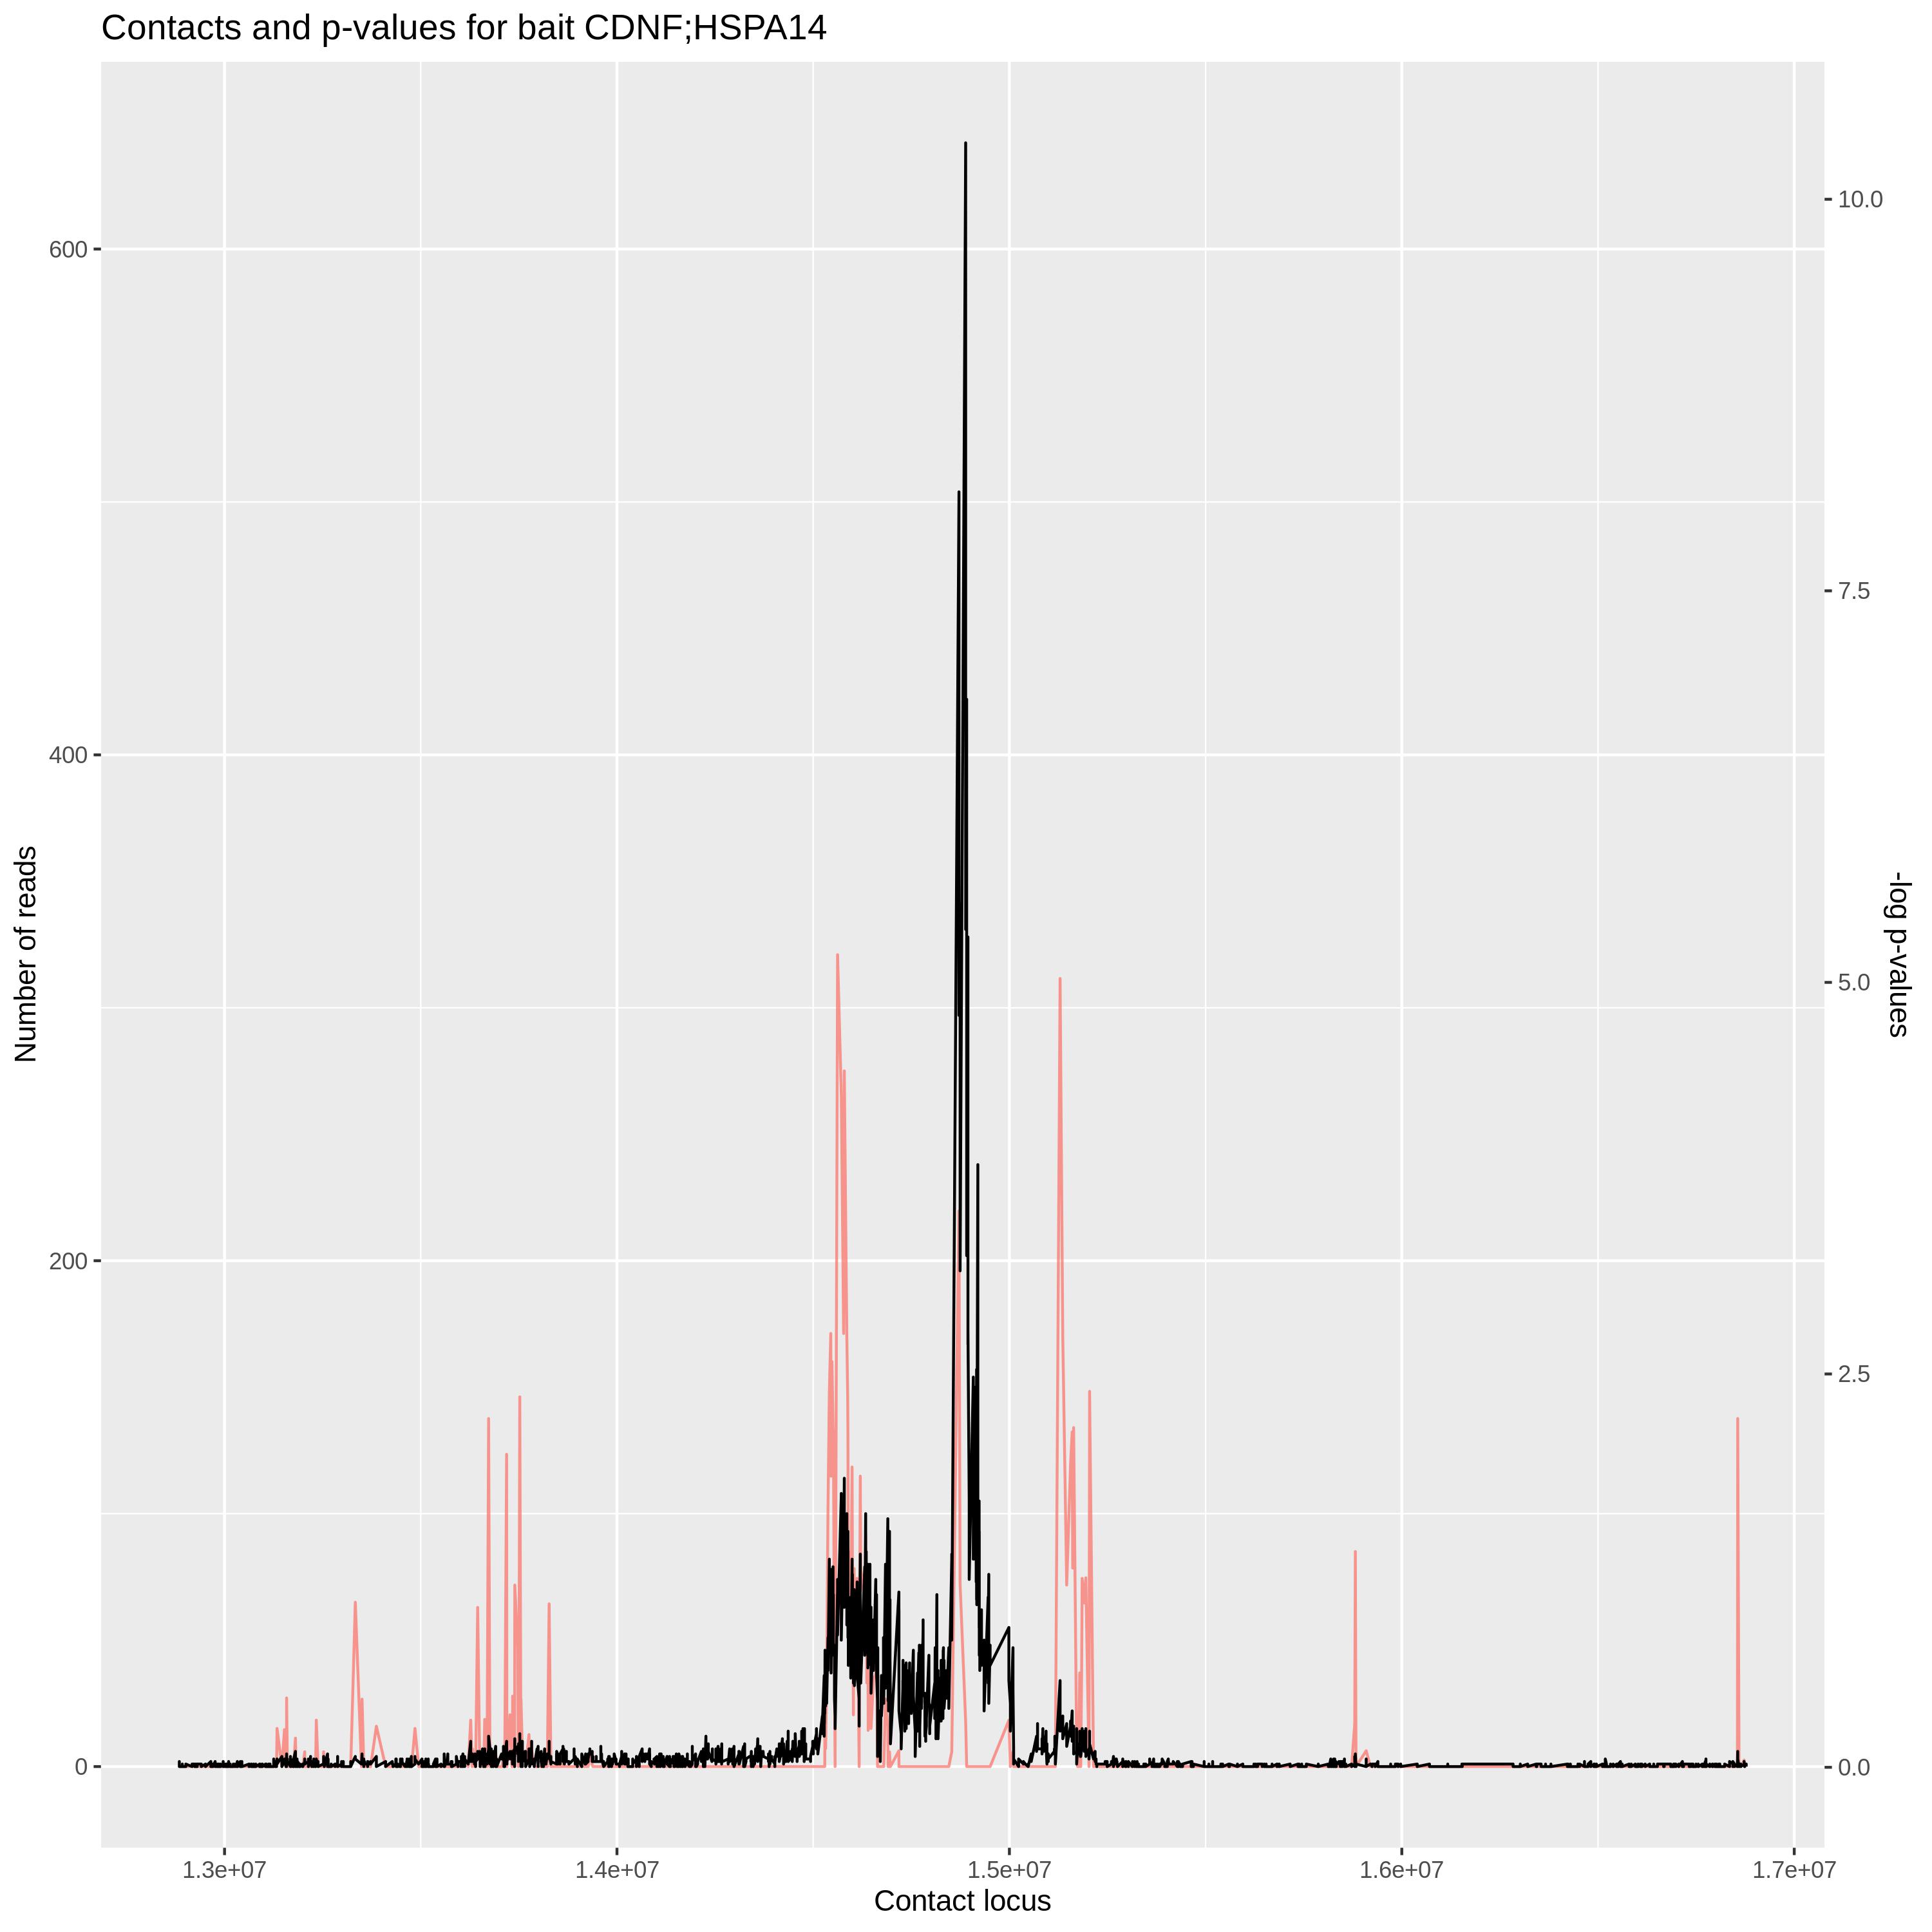 Contacts and p-values for bait CDNF;HSPA14
600
400
200
0
Number of reads
10.0
7.5
5.0
2.5
0.0
-log p-values
1.3e+07 1.4e+07 1.5e+07 1.6e+07 1.7e+07
Contact locus